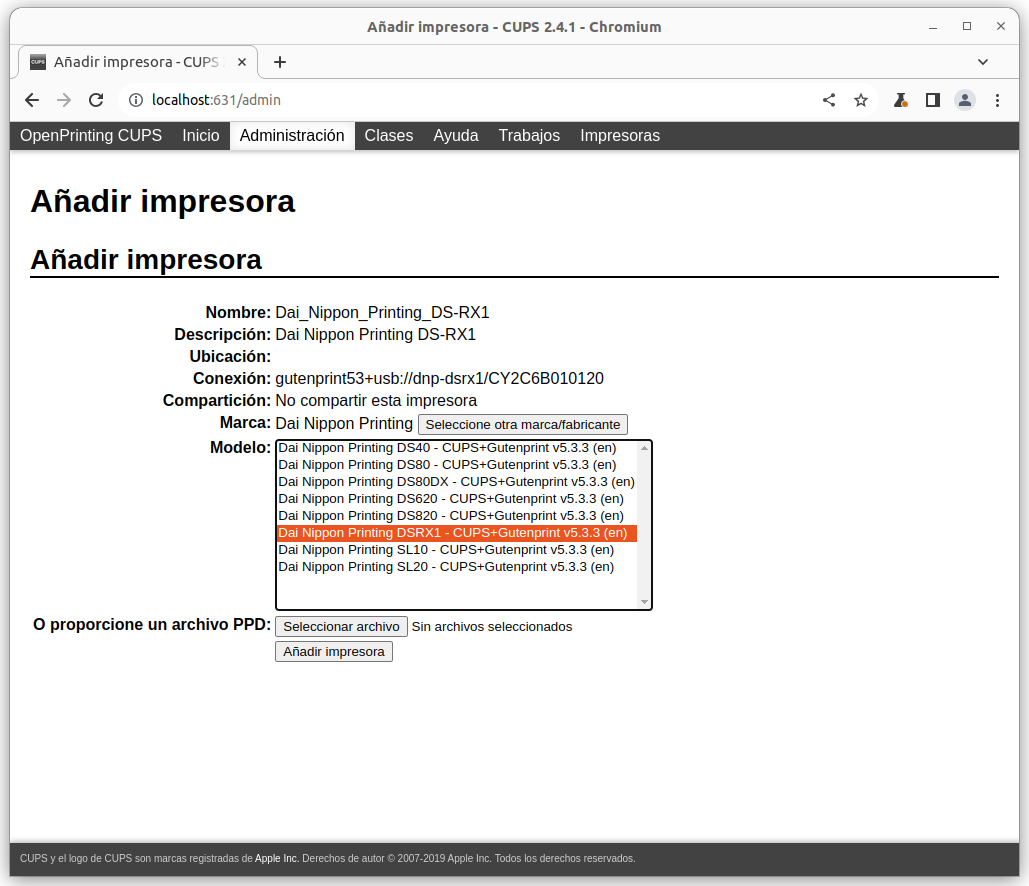 Añadir impresora - CUPS 2.4.1 - Chromium
CUPS Añadir impresora - CUPS
localhost:631/admin
OpenPrinting CUPS Inicio Administración Clases Ayuda Trabajos Impresoras
Añadir impresora
Añadir impresora
Nombre: Dai_Nippon_Printing_DS-RX1
Descripción: Dai Nippon Printing DS-RX1
Ubicación:
Conexión: gutenprint53+usb://dnp-dsrx1/CY2C6B010120
Compartición: No compartir esta impresora
Marca: Dai Nippon Printing Seleccione otra marca/fabricante
Modelo: Dai Nippon Printing DS40 - CUPS+Gutenprint v5.3.3 (en)
Dai Nippon Printing DS80 - CUPS+Gutenprint v5.3.3 (en)
Dai Nippon Printing DS80DX - CUPS+Gutenprint v5.3.3 (en)
Dai Nippon Printing DS620 - CUPS+Gutenprint v5.3.3 (en)
Dai Nippon Printing DS820 - CUPS+Gutenprint v5.3.3 (en)
Dai Nippon Printing DSRX1 - CUPS+Gutenprint v5.3.3 (en)
Dai Nippon Printing SL10 - CUPS+Gutenprint v5.3.3 (en)
Dai Nippon Printing SL20 - CUPS+Gutenprint v5.3.3 (en)
O proporcione un archivo PPD: Seleccionar archivo Sin archivos seleccionados
Añadir impresora
CUPS y el logo de CUPS son marcas registradas de Apple Inc. Derechos de autor © 2007-2019 Apple Inc. Todos los derechos reservados.